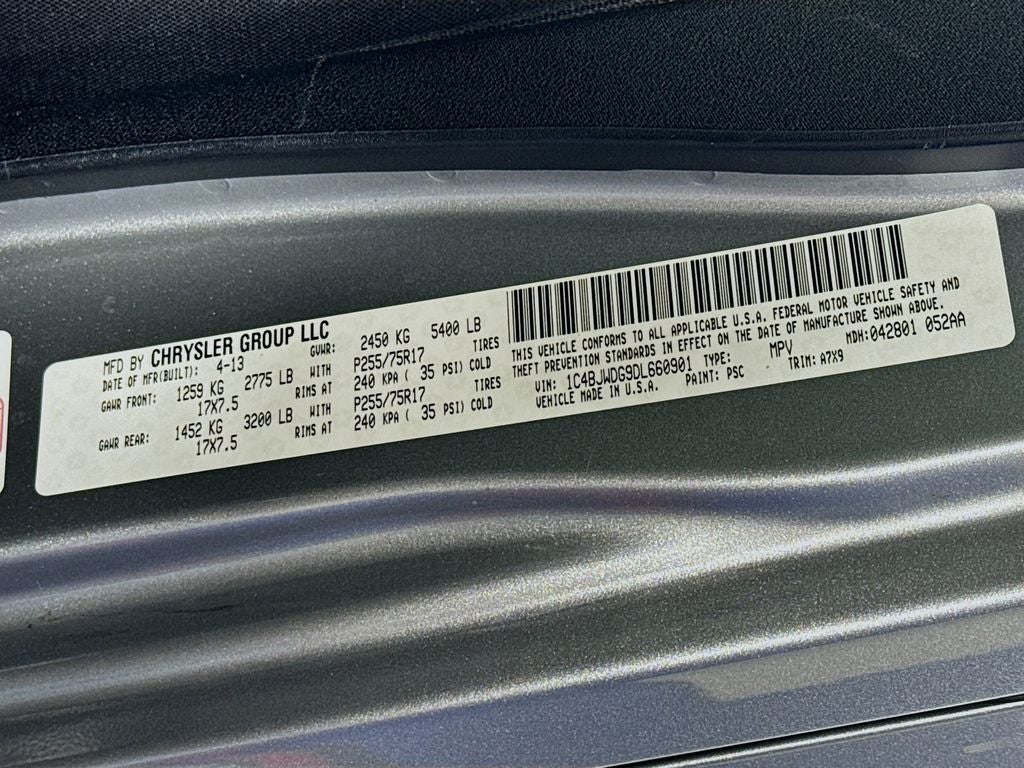 MFD BY CHRYSLER GROUP LLC
DATE OF MFR(BUILT): 4-13 GVWR: 2450 KG 5400 LB
GAWR FRONT: 1259 KG 2775 LB WITH P255/75R17 TIRES
17X7.5 RIMS AT 240 KPA ( 35 PSI) COLD
GAWR REAR: 1452 KG 3200 LB WITH P255/75R17 TIRES
17X7.5 RIMS AT 240 KPA ( 35 PSI) COLD
THIS VEHICLE CONFORMS TO ALL APPLICABLE U.S.A. FEDERAL MOTOR VEHICLE SAFETY AND
THEFT PREVENTION STANDARDS IN EFFECT ON THE DATE OF MANUFACTURE SHOWN ABOVE.
VIN: 1C4BJWDG9DL660901 TYPE: MPV MDH: 042801 052AA
VEHICLE MADE IN U.S.A. PAINT: PSC TRIM: A7X9